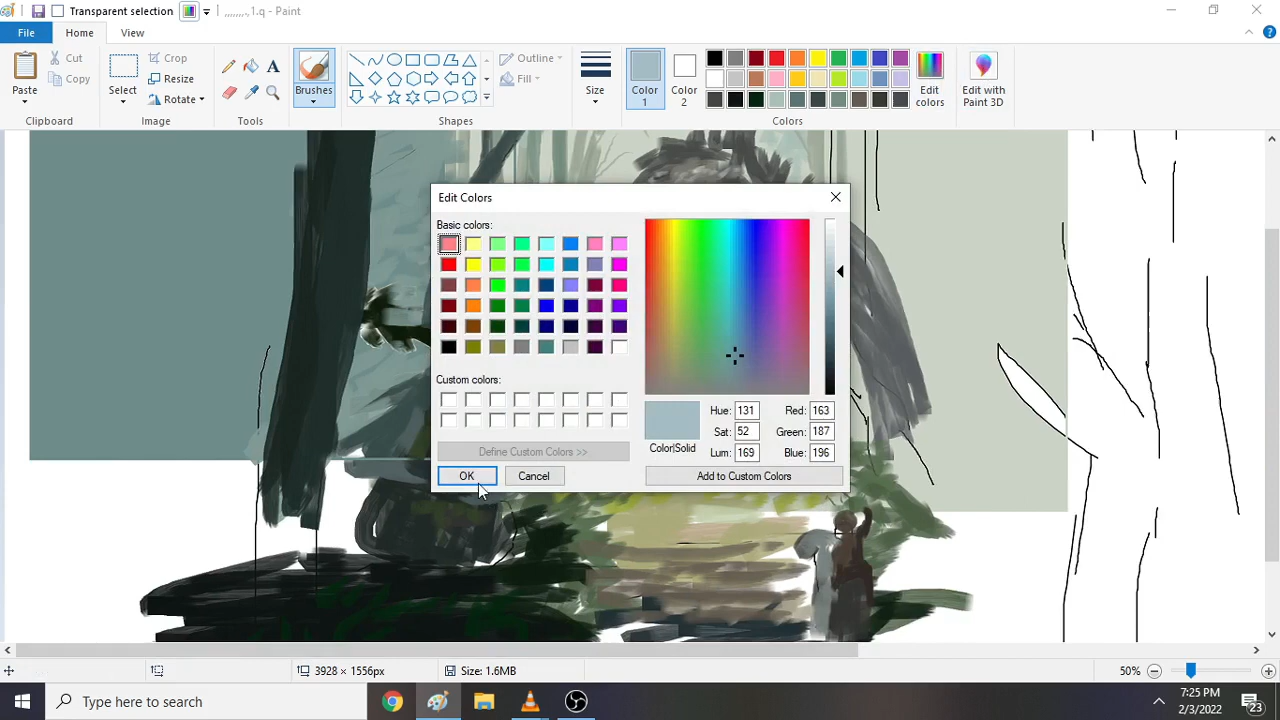 Transparent selection ,,,,,,,,,1.q - Paint
File Home View
Paste
Cut
Copy
Clipboard
Select
Crop
Resize
Rotate
Image
A
Tools
Brushes
Outline
Fill
Shapes
Size
Color
1
Color
2
Edit
colors
Edit with
Paint 3D
Colors
Edit Colors
Basic colors:
Custom colors:
Define Custom Colors >>
OK Cancel
Color|Solid
Hue: 131 Red: 163
Sat: 52 Green: 187
Lum: 169 Blue: 196
Add to Custom Colors
3928 × 1556px Size: 1.6MB 50%
Type here to search
7:25 PM
2/3/2022
23